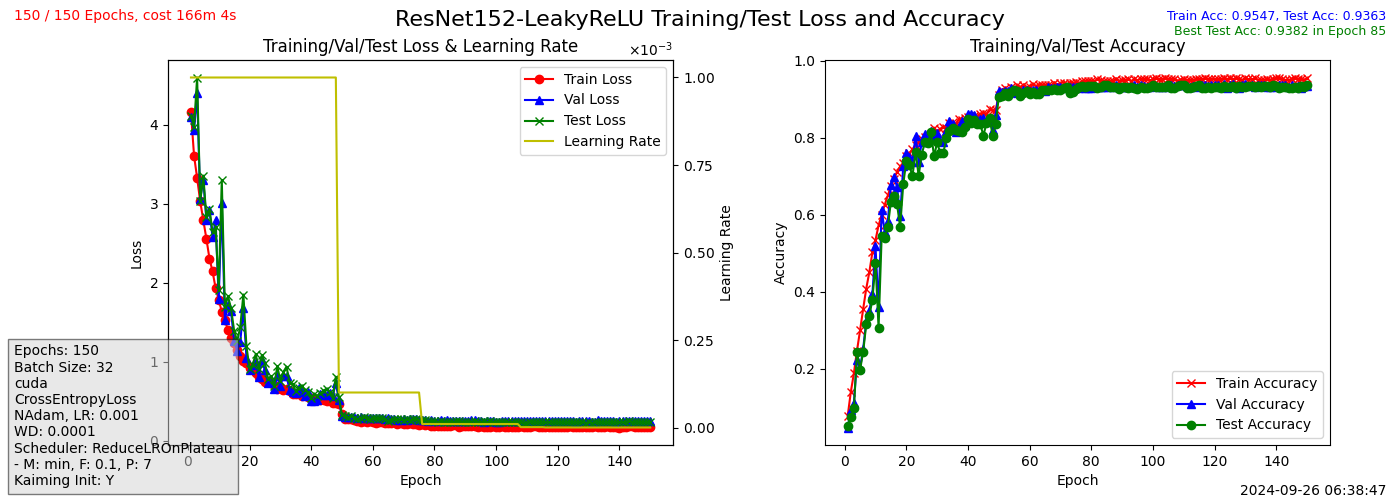 150 / 150 Epochs, cost 166m 4s
ResNet152-LeakyReLU Training/Test Loss and Accuracy
Train Acc: 0.9547, Test Acc: 0.9363
Best Test Acc: 0.9382 in Epoch 85
Training/Val/Test Loss & Learning Rate
×10⁻³
Train Loss
Val Loss
Test Loss
Learning Rate
4
3
2
1
0
Loss
1.00
0.75
0.50
0.25
0.00
Learning Rate
0 20 40 60 80 100 120 140
Epoch
Epochs: 150
Batch Size: 32
cuda
CrossEntropyLoss
NAdam, LR: 0.001
WD: 0.0001
Scheduler: ReduceLROnPlateau
- M: min, F: 0.1, P: 7
Kaiming Init: Y
Training/Val/Test Accuracy
1.0
0.8
0.6
0.4
0.2
Accuracy
Train Accuracy
Val Accuracy
Test Accuracy
0 20 40 60 80 100 120 140
Epoch
2024-09-26 06:38:47